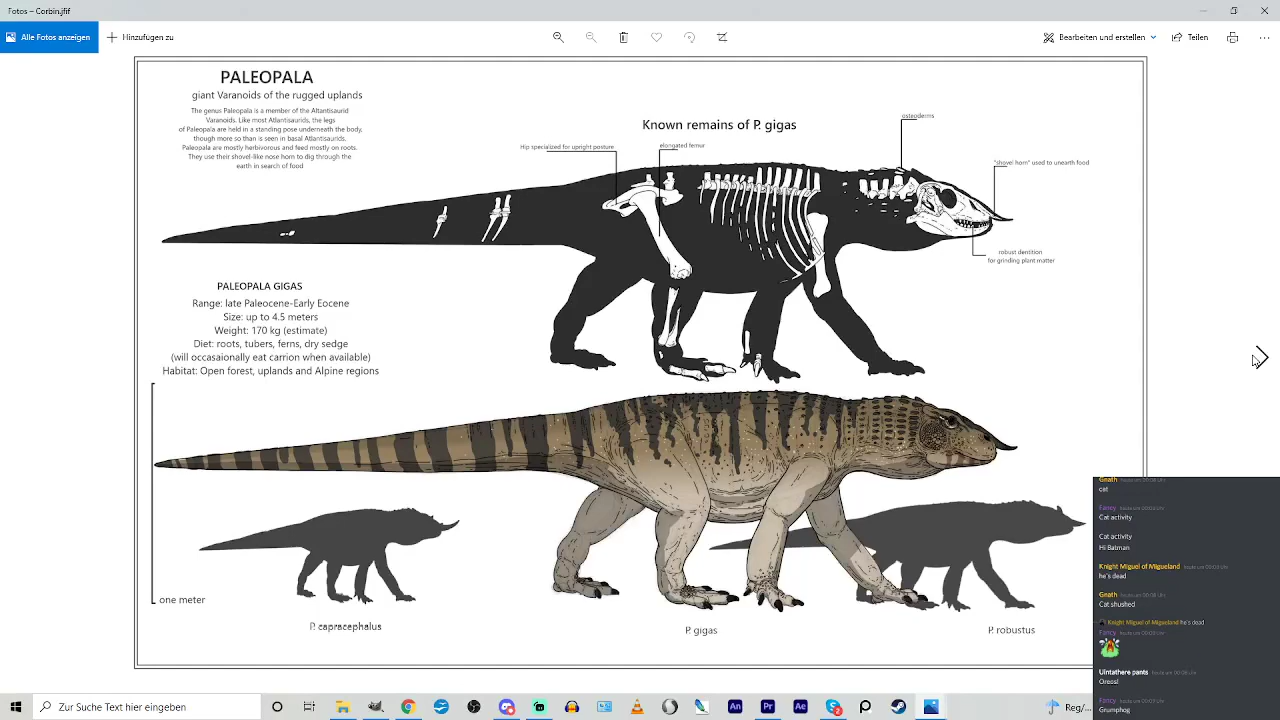 Fotos – Corbin.jfif
Alle Fotos anzeigen
Hinzufügen zu
Bearbeiten und erstellen
Teilen
PALEOPALA
giant Varanoids of the rugged uplands
The genus Paleopala is a member of the Altantisaurid
Varanoids. Like most Atlantisaurids, the legs
of Paleopala are held in a standing pose underneath the body,
though more so than is seen in basal Atlantisaurids.
Paleopala are mostly herbivorous and feed mostly on roots.
They use their shovel-like nose horn to dig through the
earth in search of food
Known remains of P. gigas
osteoderms
Hip specialized for upright posture
elongated femur
"shovel horn" used to unearth food
robust dentition
for grinding plant matter
PALEOPALA GIGAS
Range: late Paleocene-Early Eocene
Size: up to 4.5 meters
Weight: 170 kg (estimate)
Diet: roots, tubers, ferns, dry sedge
(will occasaionally eat carrion when available)
Habitat: Open forest, uplands and Alpine regions
one meter
P. capracephalus
P. gigas
P. robustus
Gnath
cat
Fancy
Cat activity
Cat activity
Hi Batman
Knight Miguel of Miigueland
he's dead
Gnath
Cat shushed
Knight Miguel of Miigueland he's dead
Fancy
Uintathere pants
Oreos!
Fancy
Grumphog
Zur Suche Text hier eingeben
An
Pr
Ae
Reg/...